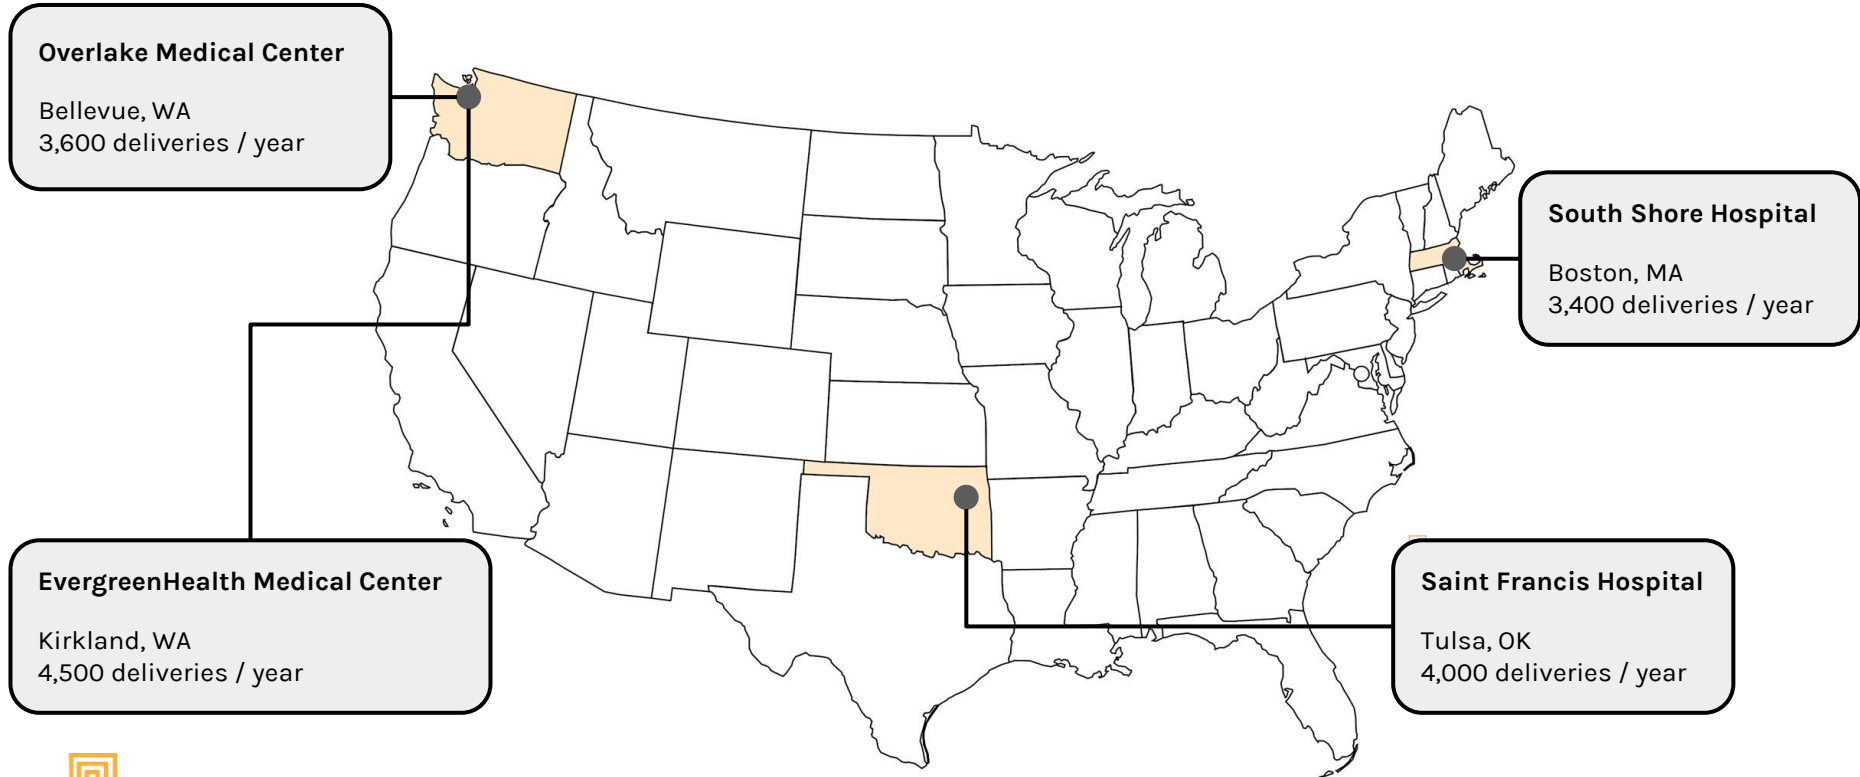 Overlake Medical Center
Bellevue, WA
3,600 deliveries / year
South Shore Hospital
Boston, MA
3,400 deliveries / year
EvergreenHealth Medical Center
Kirkland, WA
4,500 deliveries / year
Saint Francis Hospital
Tulsa, OK
4,000 deliveries / year